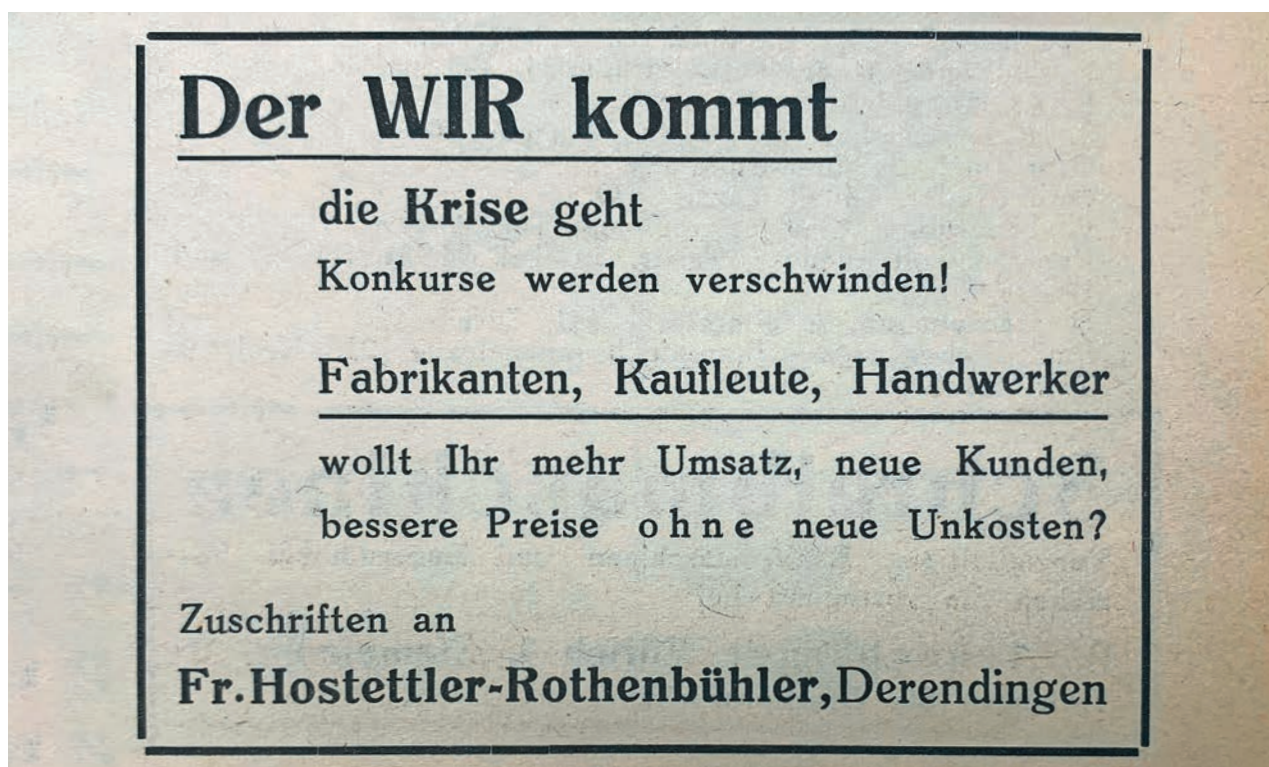 Der WIR kommt
die Krise geht
Konkurse werden verschwinden!
Fabrikanten, Kaufleute, Handwerker
wollt Ihr mehr Umsatz, neue Kunden,
bessere Preise ohne neue Unkosten?
Zuschriften an
Fr. Hostettler-Rothenbühler, Derendingen